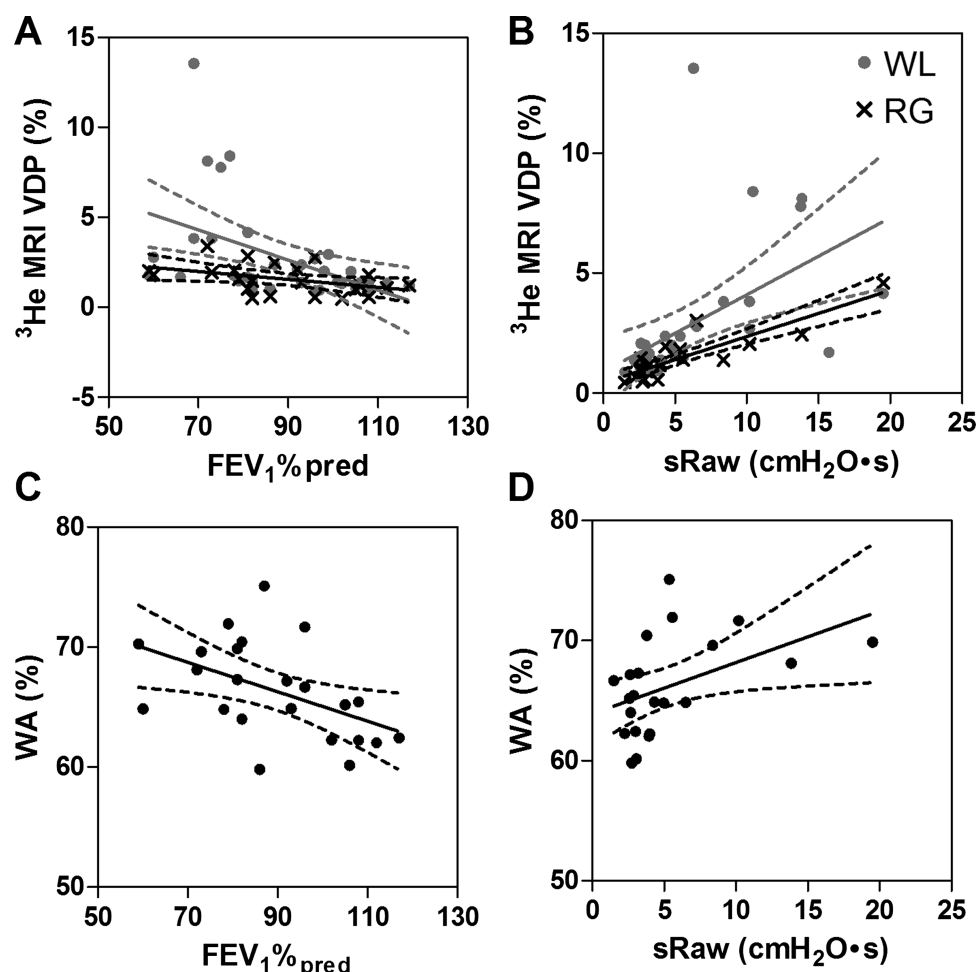 A
15
10
5
0
-5
³He MRI VDP (%)
50 70 90 110 130
FEV₁%pred
B
15
10
5
0
³He MRI VDP (%)
WL
RG
0 5 10 15 20 25
sRaw (cmH₂O•s)
C
80
70
60
50
WA (%)
50 70 90 110 130
FEV₁%pred
D
80
70
60
50
WA (%)
0 5 10 15 20 25
sRaw (cmH₂O•s)